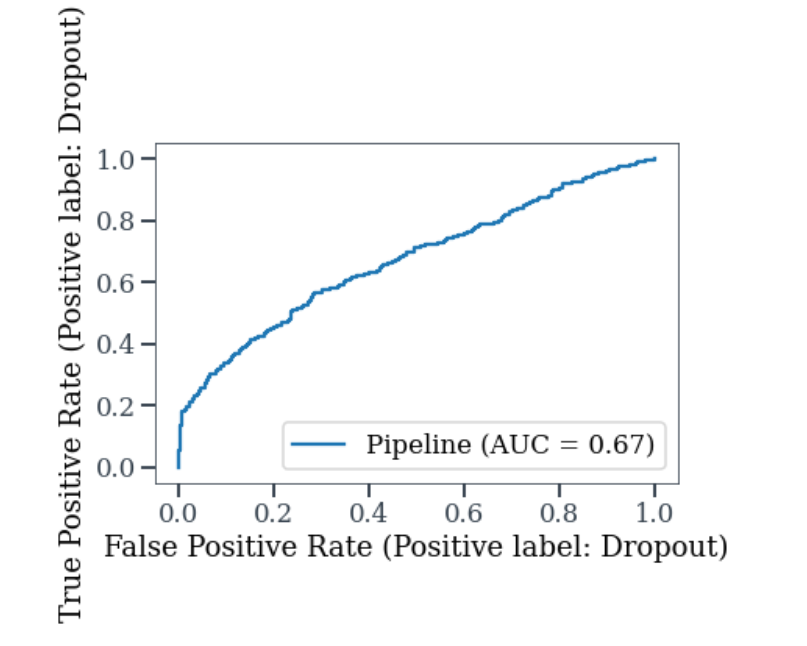 True Positive Rate (Positive label: Dropout)
1.0
0.8
0.6
0.4
0.2
0.0
Pipeline (AUC = 0.67)
0.0 0.2 0.4 0.6 0.8 1.0
False Positive Rate (Positive label: Dropout)